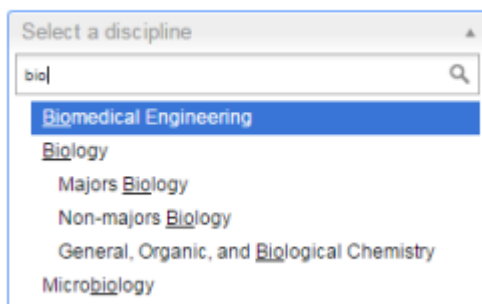 Select a discipline
bio
Biomedical Engineering
Biology
Majors Biology
Non-majors Biology
General, Organic, and Biological Chemistry
Microbiology